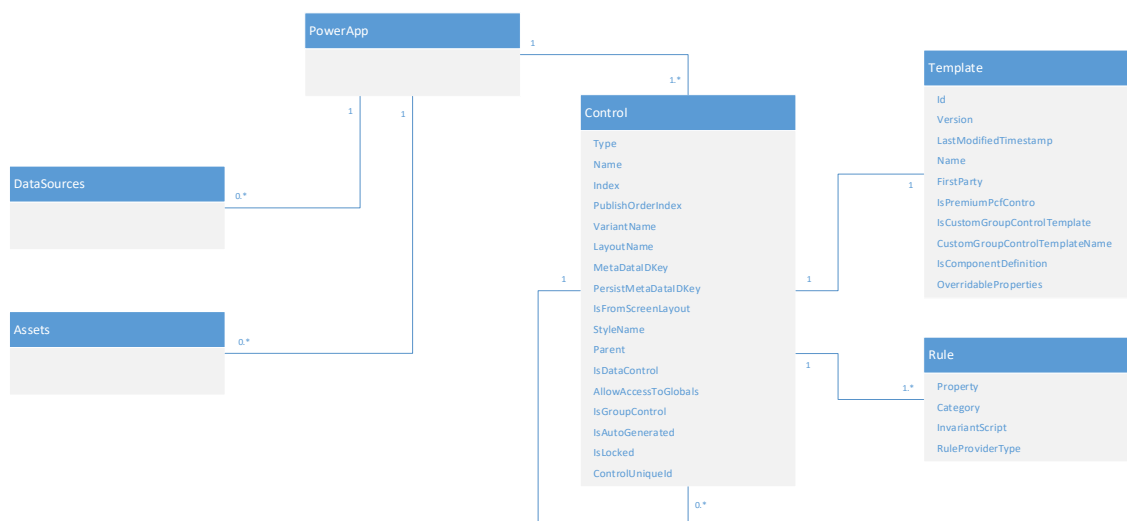 PowerApp
1
1.*
1
1
DataSources
0.*
Assets
0.*
Control
Type
Name
Index
PublishOrderIndex
VariantName
LayoutName
MetaDataIDKey
PersistMetaDataIDKey
IsFromScreenLayout
StyleName
Parent
IsDataControl
AllowAccessToGlobals
IsGroupControl
IsAutoGenerated
IsLocked
ControlUniqueId
1
0.*
1
1
1
1.*
Template
Id
Version
LastModifiedTimestamp
Name
FirstParty
IsPremiumPcfContro
IsCustomGroupControlTemplate
CustomGroupControlTemplateName
IsComponentDefinition
OverridableProperties
Rule
Property
Category
InvariantScript
RuleProviderType